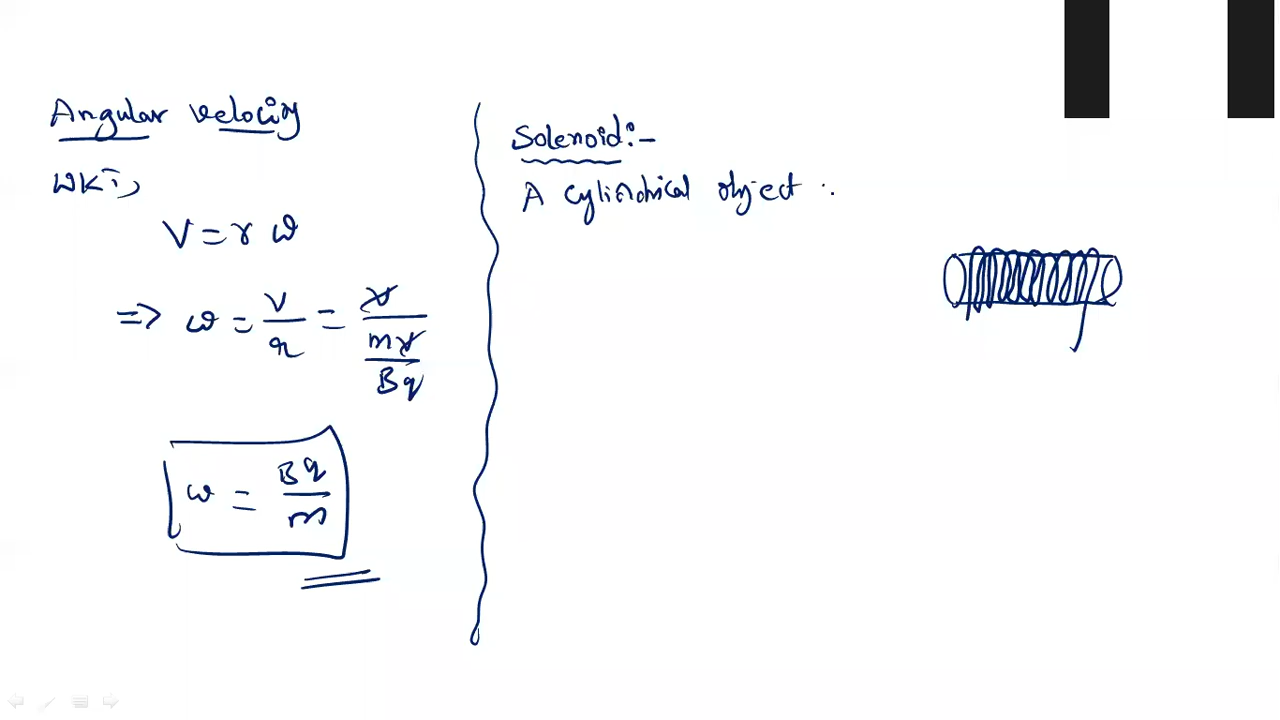 Angular velocity
WKT,
V = r ω
=> ω = V/r = V/(mv/Bq)
ω = Bq/m
Solenoid:-
A cylindrical object